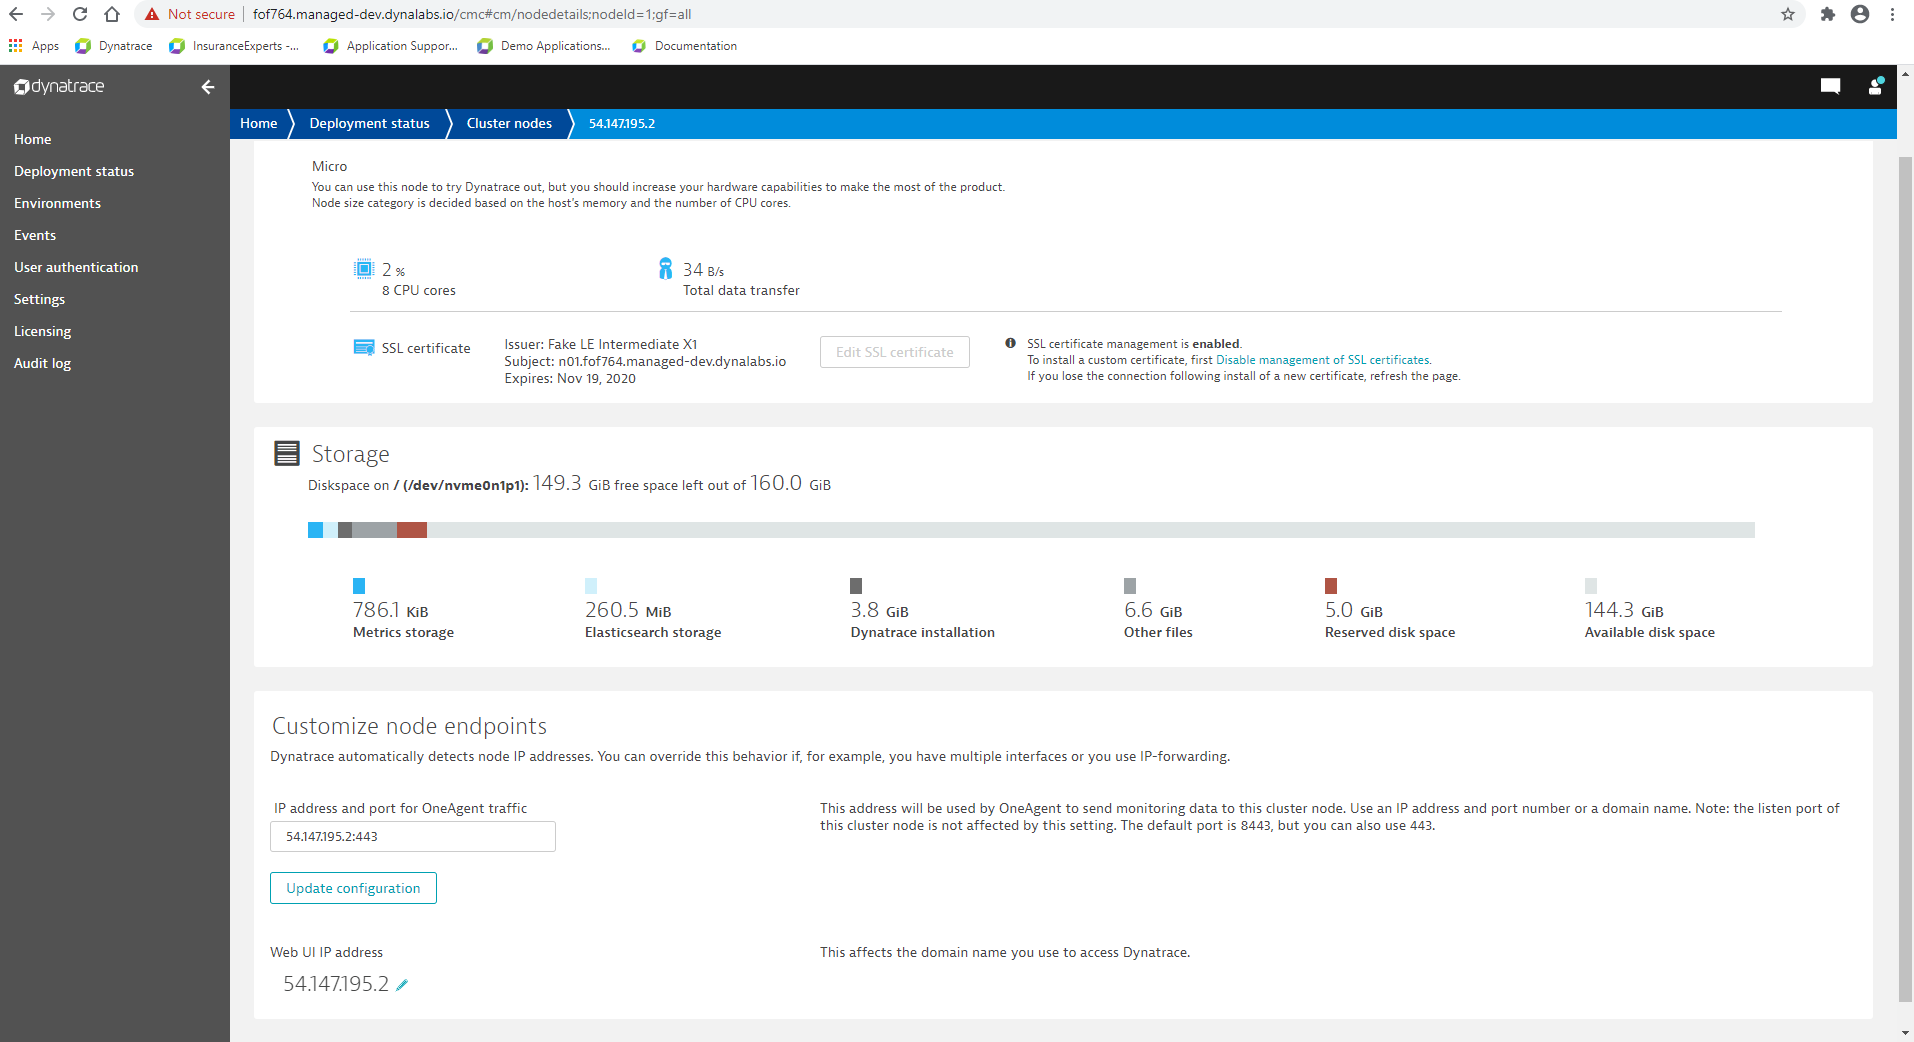 Not secure | fof764.managed-dev.dynalabs.io/cmc#cm/nodedetails;nodeId=1;gf=all
Apps Dynatrace InsuranceExperts -... Application Suppor... Demo Applications... Documentation
dynatrace
Home
Deployment status
Environments
Events
User authentication
Settings
Licensing
Audit log
Home Deployment status Cluster nodes 54.147.195.2
Micro
You can use this node to try Dynatrace out, but you should increase your hardware capabilities to make the most of the product.
Node size category is decided based on the host's memory and the number of CPU cores.
2 %
8 CPU cores
34 B/s
Total data transfer
SSL certificate
Issuer: Fake LE Intermediate X1
Subject: n01.fof764.managed-dev.dynalabs.io
Expires: Nov 19, 2020
Edit SSL certificate
SSL certificate management is enabled.
To install a custom certificate, first Disable management of SSL certificates.
If you lose the connection following install of a new certificate, refresh the page.
Storage
Diskspace on / (/dev/nvme0n1p1): 149.3 GiB free space left out of 160.0 GiB
786.1 KiB
Metrics storage
260.5 MiB
Elasticsearch storage
3.8 GiB
Dynatrace installation
6.6 GiB
Other files
5.0 GiB
Reserved disk space
144.3 GiB
Available disk space
Customize node endpoints
Dynatrace automatically detects node IP addresses. You can override this behavior if, for example, you have multiple interfaces or you use IP-forwarding.
IP address and port for OneAgent traffic
54.147.195.2:443
This address will be used by OneAgent to send monitoring data to this cluster node. Use an IP address and port number or a domain name. Note: the listen port of
this cluster node is not affected by this setting. The default port is 8443, but you can also use 443.
Update configuration
Web UI IP address
54.147.195.2
This affects the domain name you use to access Dynatrace.